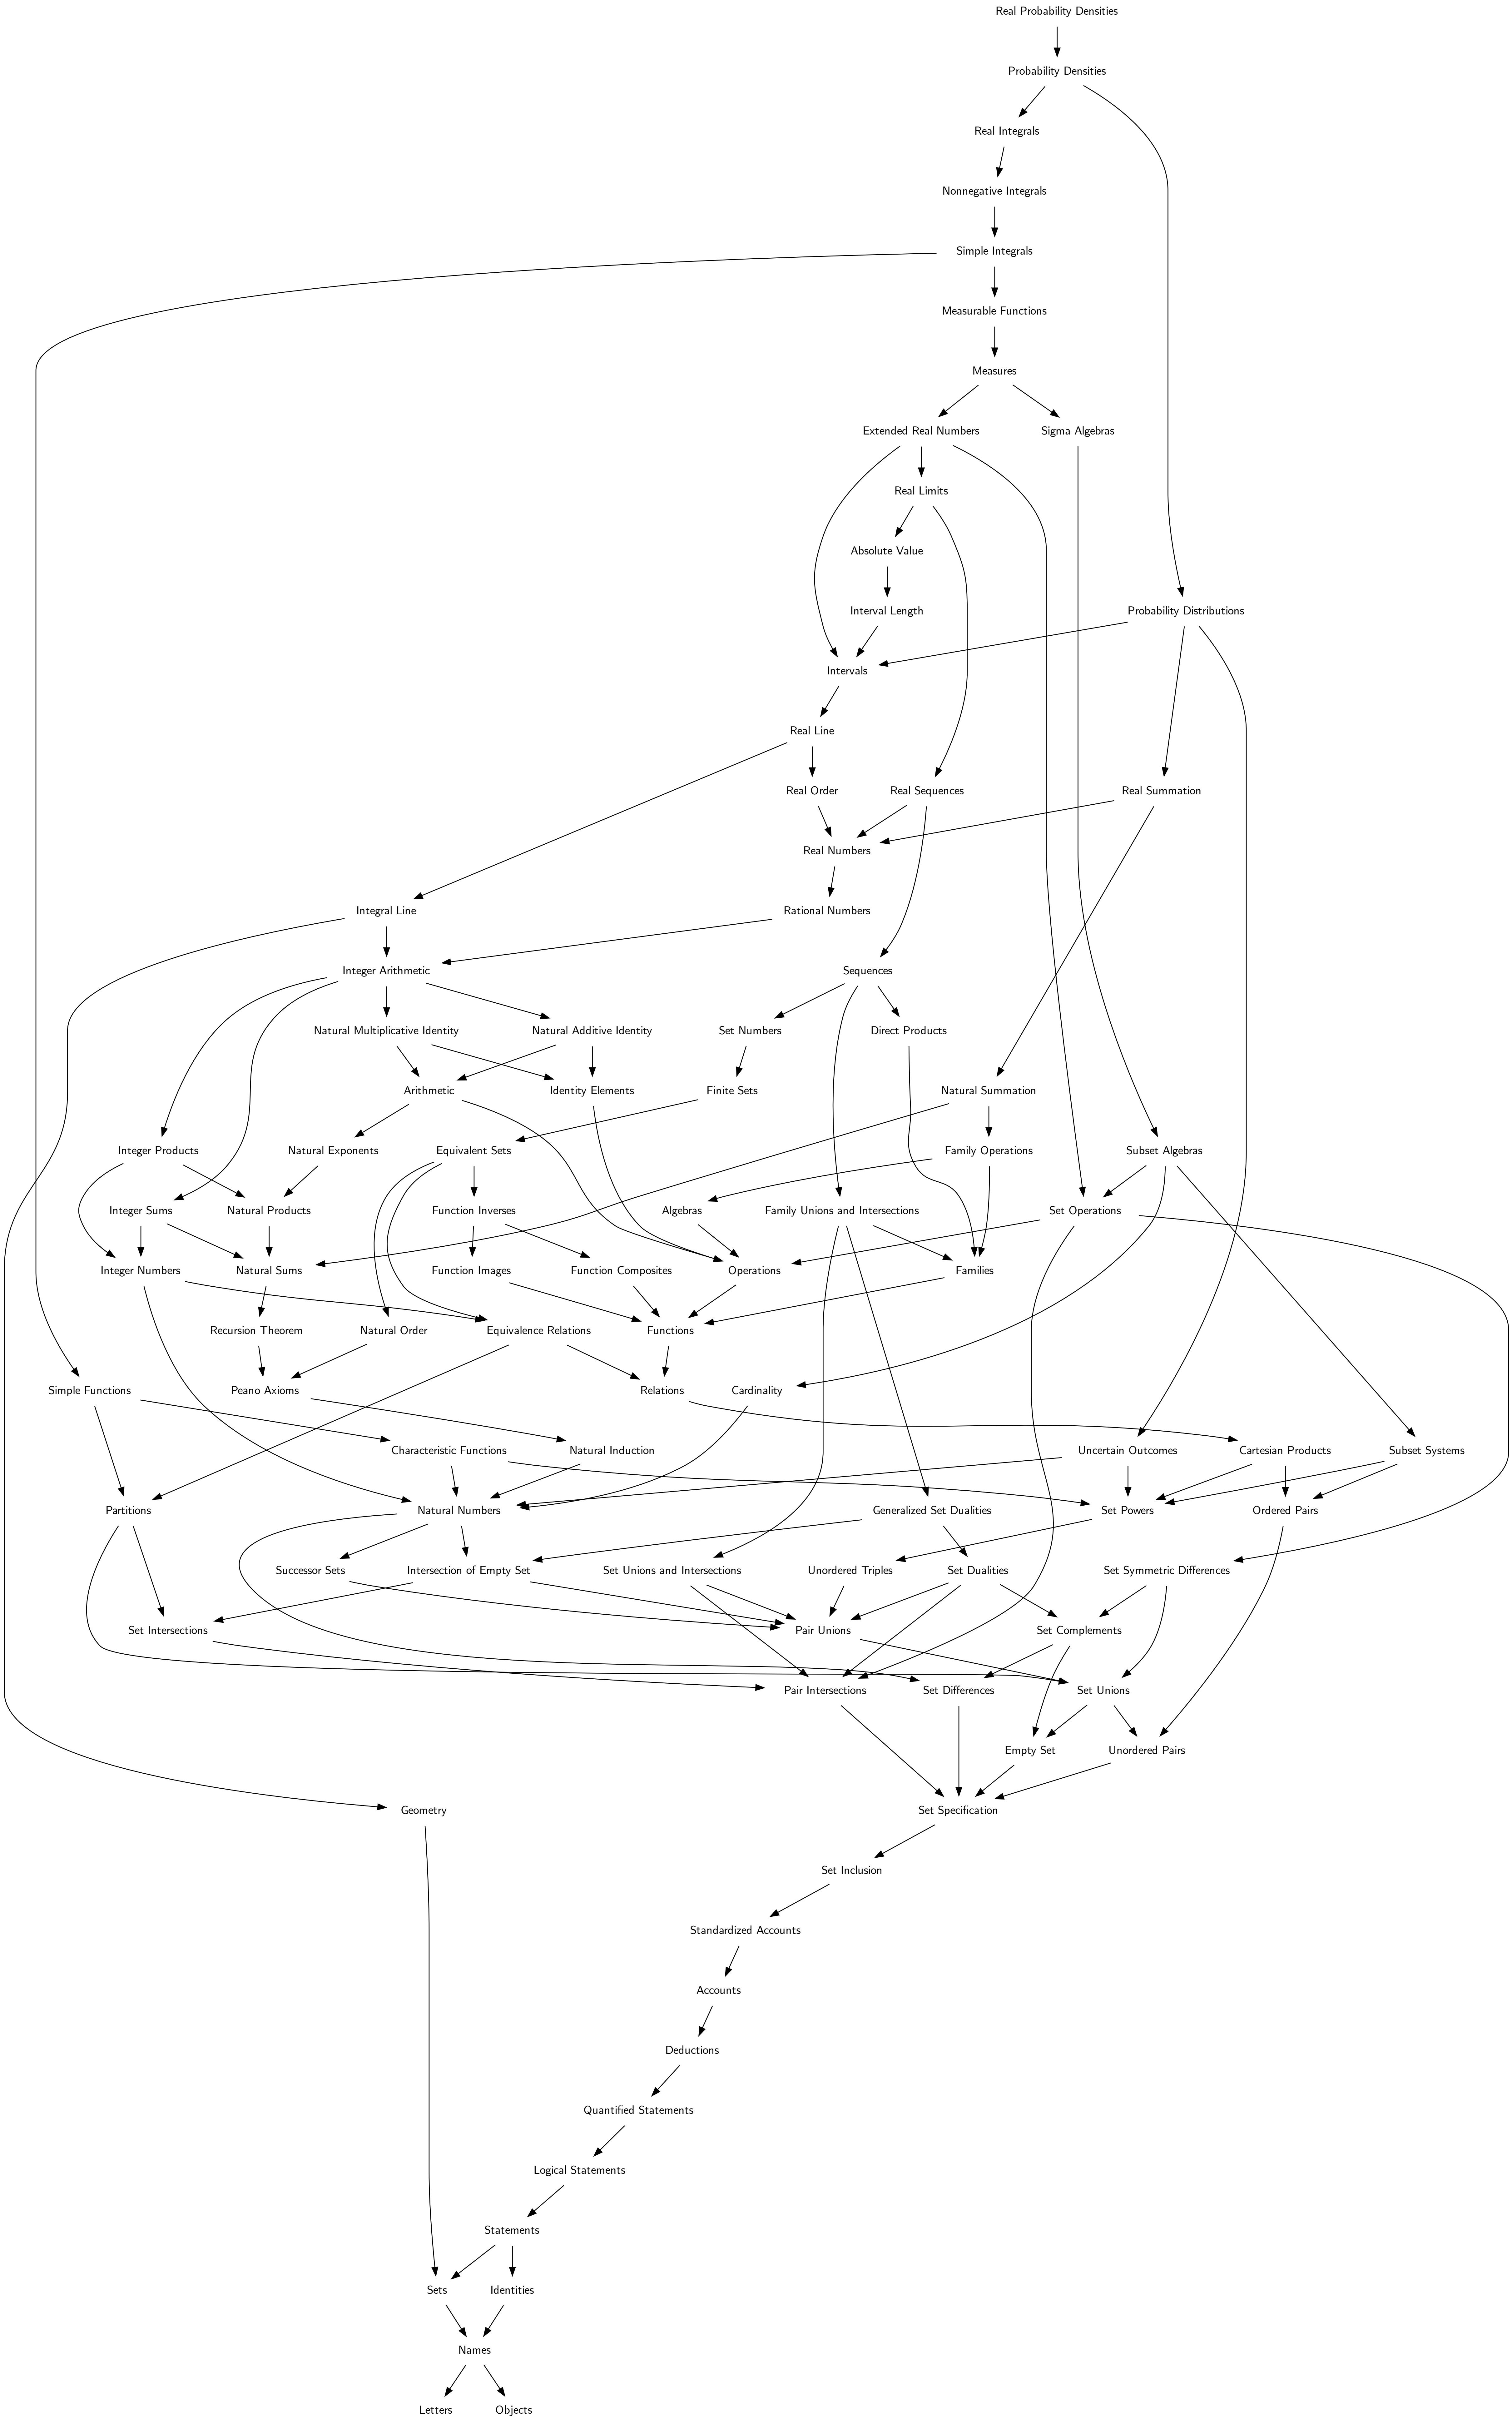 Real Probability Densities
Probability Densities
Real Integrals
Nonnegative Integrals
Simple Integrals
Measurable Functions
Measures
Extended Real Numbers
Sigma Algebras
Real Limits
Absolute Value
Interval Length
Probability Distributions
Intervals
Real Line
Real Order
Real Sequences
Real Summation
Real Numbers
Integral Line
Rational Numbers
Integer Arithmetic
Sequences
Natural Multiplicative Identity
Natural Additive Identity
Set Numbers
Direct Products
Arithmetic
Identity Elements
Finite Sets
Natural Summation
Integer Products
Natural Exponents
Equivalent Sets
Family Operations
Subset Algebras
Integer Sums
Natural Products
Function Inverses
Algebras
Family Unions and Intersections
Set Operations
Integer Numbers
Natural Sums
Function Images
Function Composites
Operations
Families
Recursion Theorem
Natural Order
Equivalence Relations
Functions
Simple Functions
Peano Axioms
Relations
Cardinality
Characteristic Functions
Natural Induction
Uncertain Outcomes
Cartesian Products
Subset Systems
Partitions
Natural Numbers
Generalized Set Dualities
Set Powers
Ordered Pairs
Successor Sets
Intersection of Empty Set
Set Unions and Intersections
Unordered Triples
Set Dualities
Set Symmetric Differences
Set Intersections
Pair Unions
Set Complements
Pair Intersections
Set Differences
Set Unions
Empty Set
Unordered Pairs
Geometry
Set Specification
Set Inclusion
Standardized Accounts
Accounts
Deductions
Quantified Statements
Logical Statements
Statements
Sets
Identities
Names
Letters
Objects